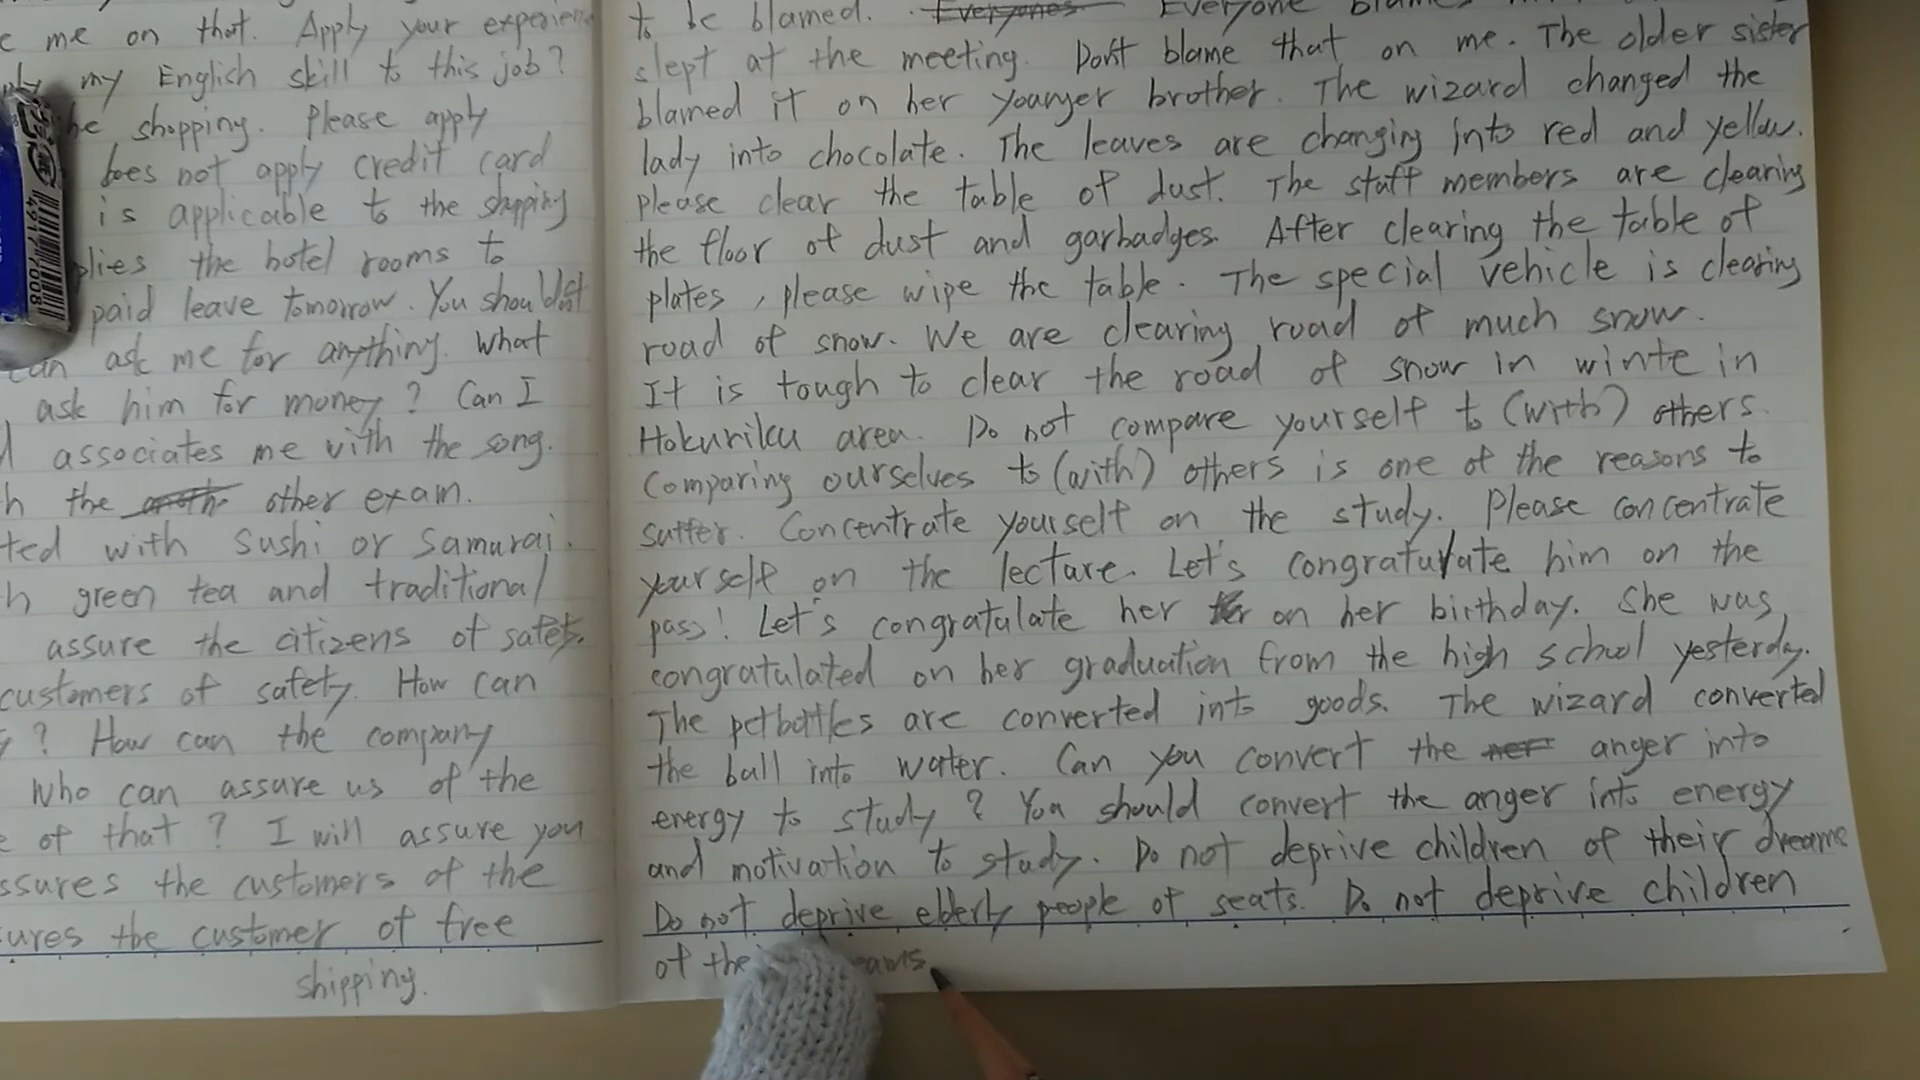 me on that. Apply your experien
my English skill to this job?
he shopping. Please apply
does not apply credit card
is applicable to the shopping
plies the hotel rooms to
paid leave tomorrow. You shouldn't
can ask me for anything. What
ask him for money? Can I
associates me with the song.
h the other exam.
ted with sushi or samurai.
h green tea and traditional
assure the citizens of safety.
customers of safety. How can
? How can the company
Who can assure us of the
e of that? I will assure you
ssures the customers of the
ures the customer of free
shipping.
4917008
to be blamed. Everyones Everyone
slept at the meeting. Don't blame that on me. The older sister
blamed it on her younger brother. The wizard changed the
lady into chocolate. The leaves are changing into red and yellow.
please clear the table of dust. The staff members are clearing
the floor of dust and garbadges. After clearing the table of
plates, please wipe the table. The special vehicle is clearing
road of snow. We are clearing road of much snow.
It is tough to clear the road of snow in winte in
Hokuriku area. Do not compare yourself to (with) others.
Comparing ourselves to (with) others is one of the reasons to
suffer. Concentrate yourself on the study. Please concentrate
yourself on the lecture. Let's congratulate him on the
pass! Let's congratulate her on her birthday. She was
congratulated on her graduation from the high school yesterday.
The petbottles are converted into goods. The wizard converted
the ball into water. Can you convert the anger into
energy to study? You should convert the anger into energy
and motivation to study. Do not deprive children of their dreams
Do not deprive elderly people of seats. Do not deprive children
of the eams